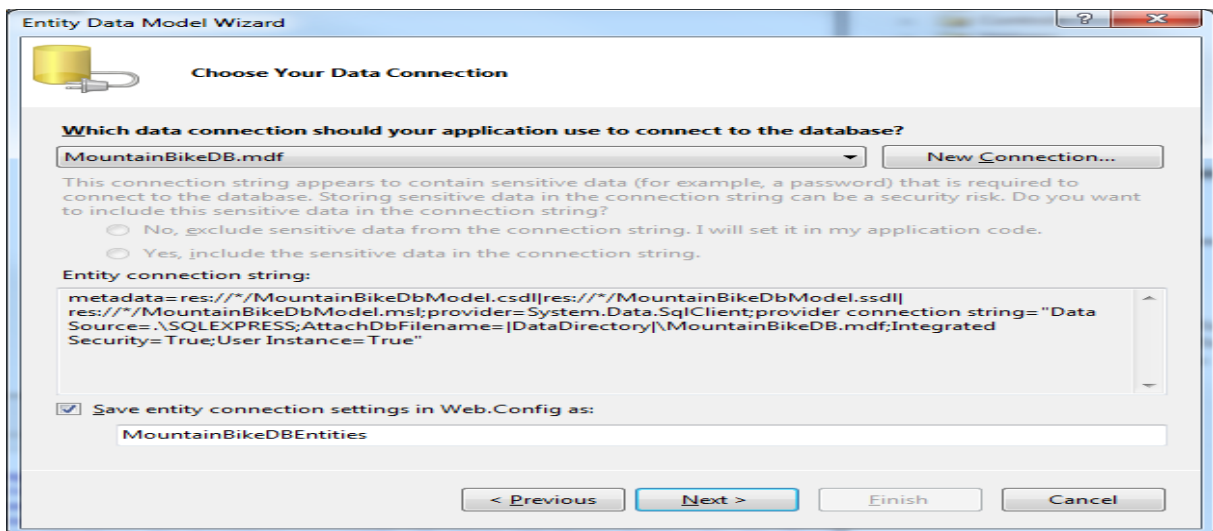 Entity Data Model Wizard
Choose Your Data Connection
Which data connection should your application use to connect to the database?
MountainBikeDB.mdf
New Connection...
This connection string appears to contain sensitive data (for example, a password) that is required to
connect to the database. Storing sensitive data in the connection string can be a security risk. Do you want
to include this sensitive data in the connection string?
No, exclude sensitive data from the connection string. I will set it in my application code.
Yes, include the sensitive data in the connection string.
Entity connection string:
metadata=res://*/MountainBikeDbModel.csdl|res://*/MountainBikeDbModel.ssdl|
res://*/MountainBikeDbModel.msl;provider=System.Data.SqlClient;provider connection string="Data
Source=.\SQLEXPRESS;AttachDbFilename=|DataDirectory|\MountainBikeDB.mdf;Integrated
Security=True;User Instance=True"
Save entity connection settings in Web.Config as:
MountainBikeDBEntities
< Previous
Next >
Finish
Cancel